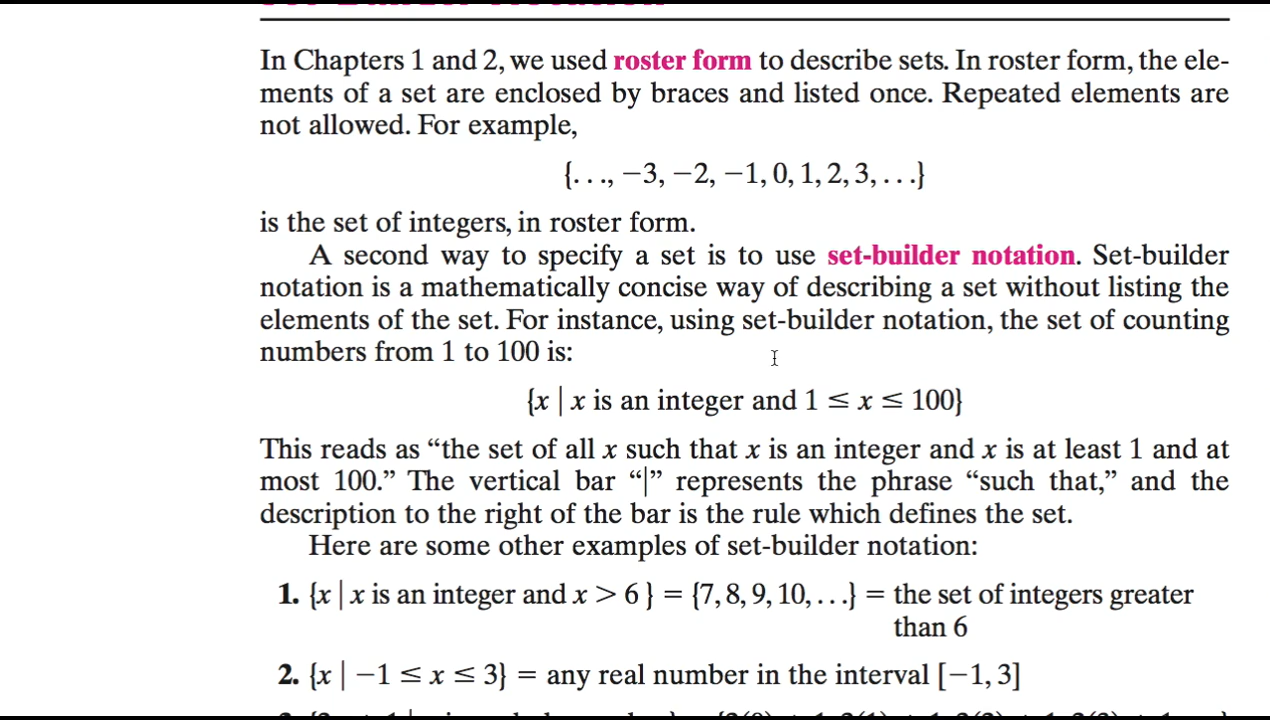 In Chapters 1 and 2, we used roster form to describe sets. In roster form, the ele-
ments of a set are enclosed by braces and listed once. Repeated elements are
not allowed. For example,
{. . ., −3, −2, −1, 0, 1, 2, 3, . . .}
is the set of integers, in roster form.
A second way to specify a set is to use set-builder notation. Set-builder
notation is a mathematically concise way of describing a set without listing the
elements of the set. For instance, using set-builder notation, the set of counting
numbers from 1 to 100 is:
{x | x is an integer and 1 ≤ x ≤ 100}
This reads as “the set of all x such that x is an integer and x is at least 1 and at
most 100.” The vertical bar “|” represents the phrase “such that,” and the
description to the right of the bar is the rule which defines the set.
Here are some other examples of set-builder notation:
1. {x | x is an integer and x > 6 } = {7, 8, 9, 10, . . .} = the set of integers greater
than 6
2. {x | −1 ≤ x ≤ 3} = any real number in the interval [−1, 3]